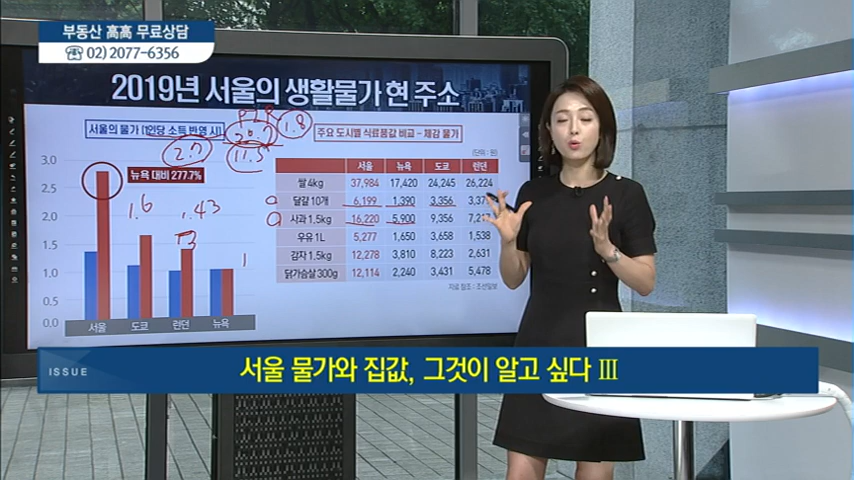 부동산 高高 무료상담
☎ 02) 2077-6356
2019년 서울의 생활물가 현 주소
서울의 물가 (1인당 소득 반영 시)
주요 도시별 식료품값 비교 - 체감 물가
PIR
20.7
1.8
2.7
11.5
(단위 : 원)
뉴욕 대비 277.7%
3.0
2.5
2.0
1.5
1.0
0.5
0.0
1.6
1.43
1
서울 도쿄 런던 뉴욕
서울 뉴욕 도쿄 런던
쌀 4kg 37,984 17,420 24,245 26,224
달걀 10개 6,199 1,390 3,356 3,37
사과 1.5kg 16,220 5,900 9,356 7,21
우유 1L 5,277 1,650 3,658 1,538
감자 1.5kg 12,278 3,810 8,223 2,631
닭가슴살 300g 12,114 2,240 3,431 5,478
자료 참조 : 조선일보
ISSUE
서울 물가와 집값, 그것이 알고 싶다 Ⅲ